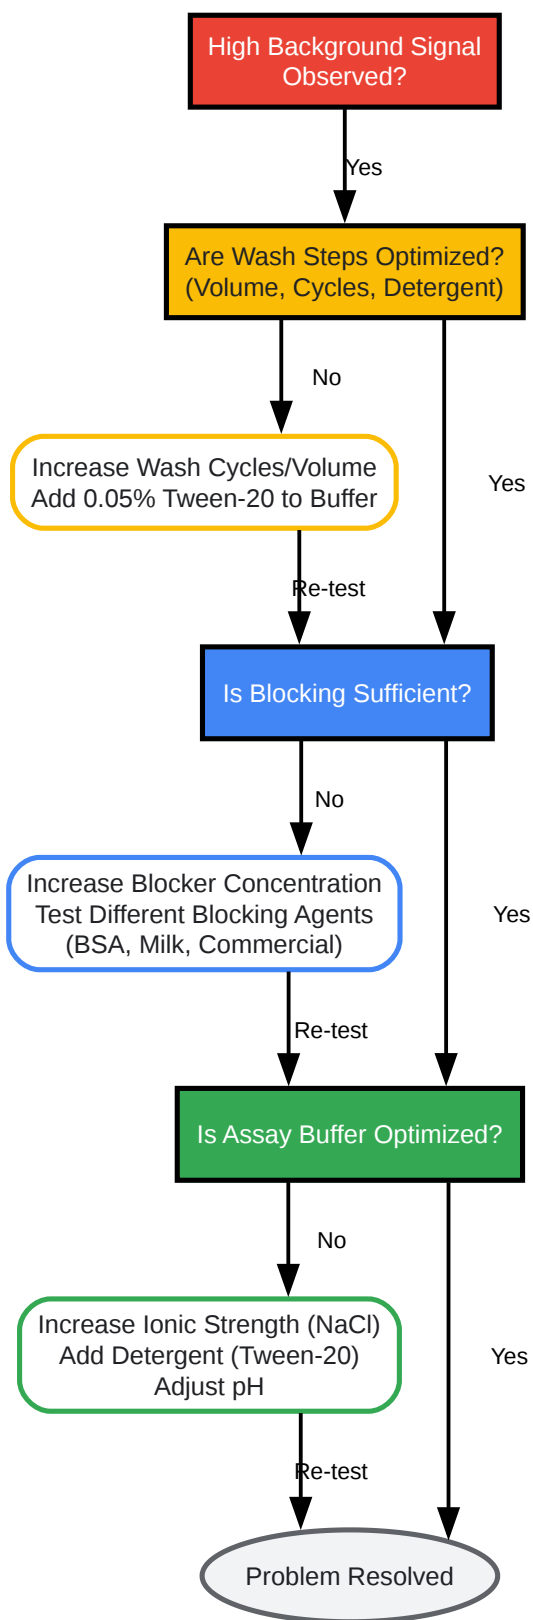 High Background Signal
Observed?
Yes
Are Wash Steps Optimized?
(Volume, Cycles, Detergent)
No
Increase Wash Cycles/Volume
Add 0.05% Tween-20 to Buffer
Yes
Re-test
Is Blocking Sufficient?
No
Increase Blocker Concentration
Test Different Blocking Agents
(BSA, Milk, Commercial)
Yes
Re-test
Is Assay Buffer Optimized?
No
Increase Ionic Strength (NaCl)
Add Detergent (Tween-20)
Adjust pH
Yes
Re-test
Problem Resolved